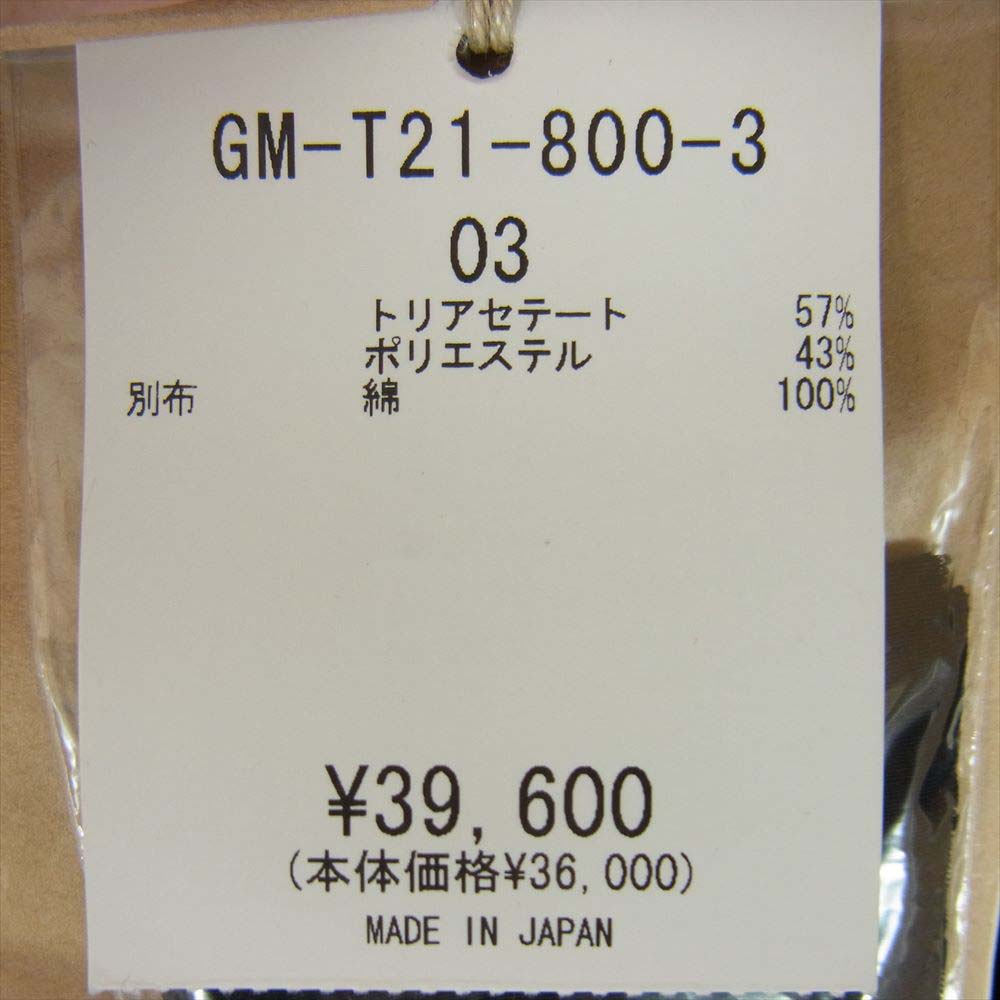 GM-T21-800-3
03
トリアセテート 57%
ポリエステル 43%
別布 綿 100%
¥39,600
(本体価格¥36,000)
MADE IN JAPAN